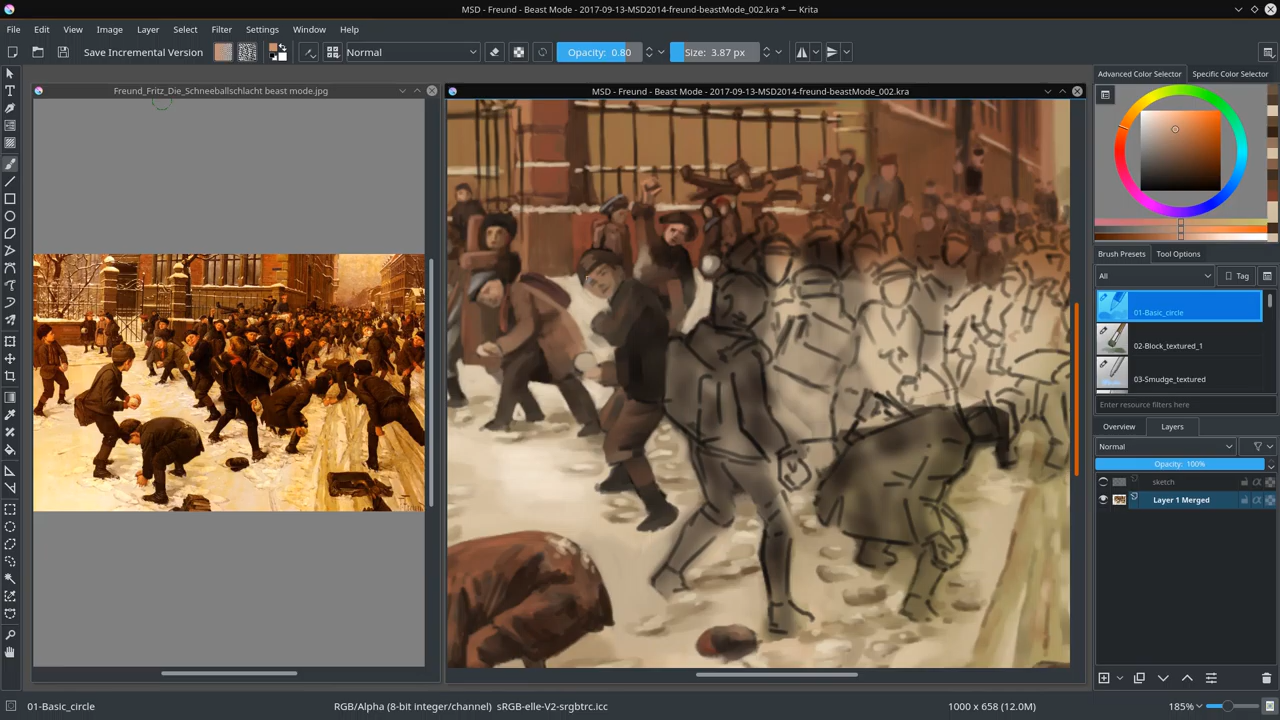 MSD - Freund - Beast Mode - 2017-09-13-MSD2014-freund-beastMode_002.kra * — Krita
File Edit View Image Layer Select Filter Settings Window Help
Save Incremental Version Normal Opacity: 0.80 Size: 3.87 px
Advanced Color Selector Specific Color Selector
Freund_Fritz_Die_Schneeballschlacht beast mode.jpg
MSD - Freund - Beast Mode - 2017-09-13-MSD2014-freund-beastMode_002.kra
Brush Presets Tool Options
All Tag
01-Basic_circle
02-Block_textured_1
03-Smudge_textured
Enter resource filters here
Overview Layers
Normal
Opacity: 100%
sketch
Layer 1 Merged
01-Basic_circle RGB/Alpha (8-bit integer/channel) sRGB-elle-V2-srgbtrc.icc 1000 x 658 (12.0M) 185%